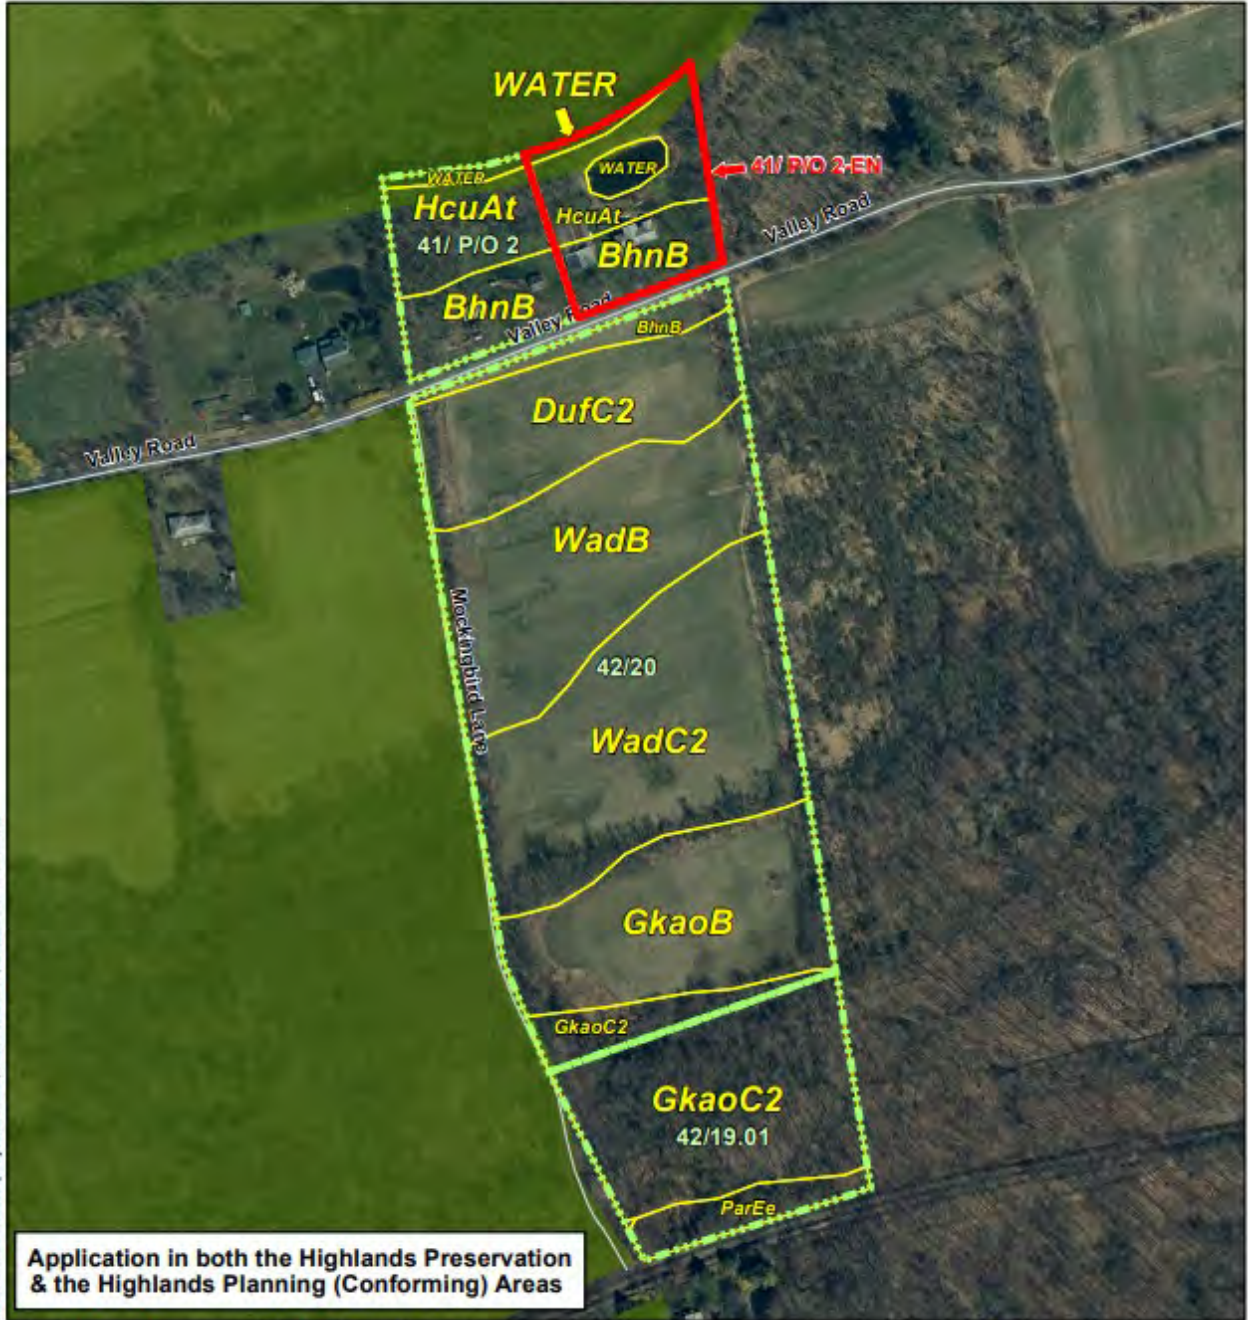 WATER
WATER
41/ P/O 2-EN
WATER
HcuAt
HcuAt
Valley Road
41/ P/O 2
BhnB
BhnB
Valley Road
BhnB
DufC2
Valley Road
WadB
Mockingbird Lane
42/20
WadC2
GkaoB
GkaoC2
GkaoC2
42/19.01
ParEe
Application in both the Highlands Preservation
& the Highlands Planning (Conforming) Areas